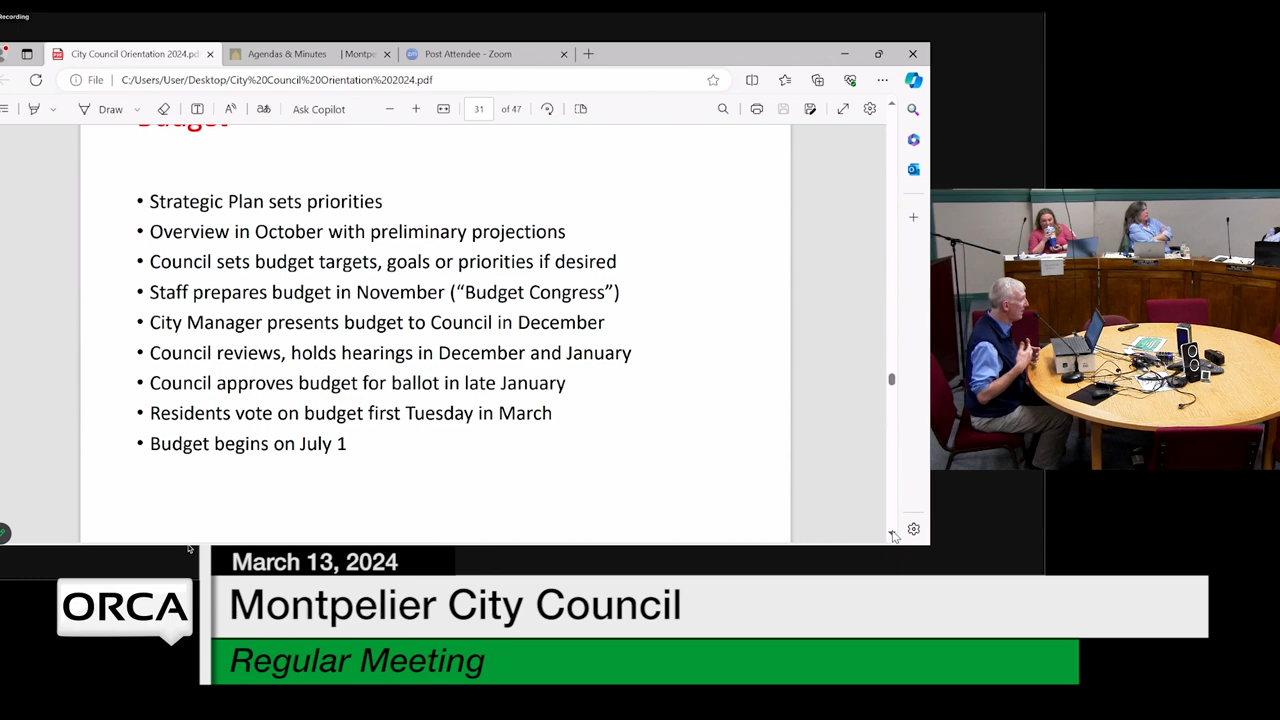 Recording
City Council Orientation 2024.pd
Agendas & Minutes | Montpe
Post Attendee - Zoom
File C:/Users/User/Desktop/City%20Council%20Orientation%202024.pdf
Draw
Ask Copilot
31 of 47
Budget
• Strategic Plan sets priorities
• Overview in October with preliminary projections
• Council sets budget targets, goals or priorities if desired
• Staff prepares budget in November (“Budget Congress”)
• City Manager presents budget to Council in December
• Council reviews, holds hearings in December and January
• Council approves budget for ballot in late January
• Residents vote on budget first Tuesday in March
• Budget begins on July 1
March 13, 2024
ORCA
Montpelier City Council
Regular Meeting